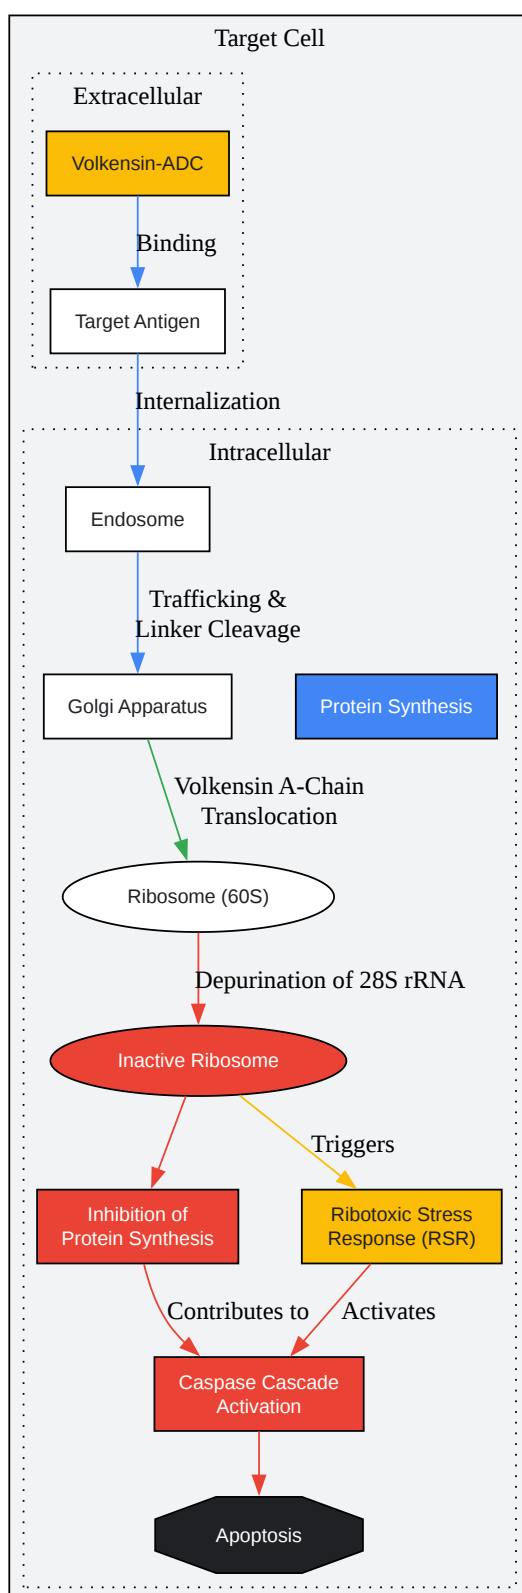 Target Cell
Extracellular
Volkensin-ADC
Binding
Target Antigen
Internalization
Intracellular
Endosome
Trafficking &
Linker Cleavage
Golgi Apparatus
Protein Synthesis
Volkensin A-Chain
Translocation
Ribosome (60S)
Depurination of 28S rRNA
Inactive Ribosome
Triggers
Inhibition of
Protein Synthesis
Ribotoxic Stress
Response (RSR)
Contributes to
Activates
Caspase Cascade
Activation
Apoptosis